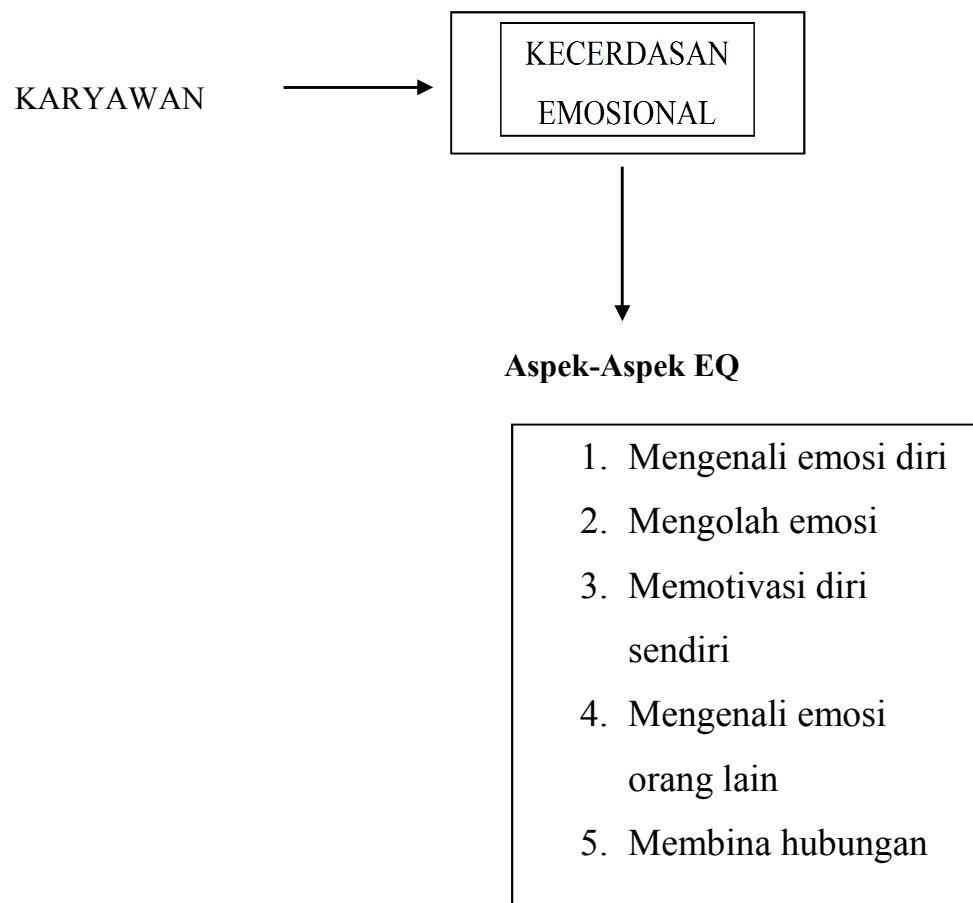 KARYAWAN
KECERDASAN
EMOSIONAL
Aspek-Aspek EQ
1. Mengenali emosi diri
2. Mengolah emosi
3. Memotivasi diri
sendiri
4. Mengenali emosi
orang lain
5. Membina hubungan